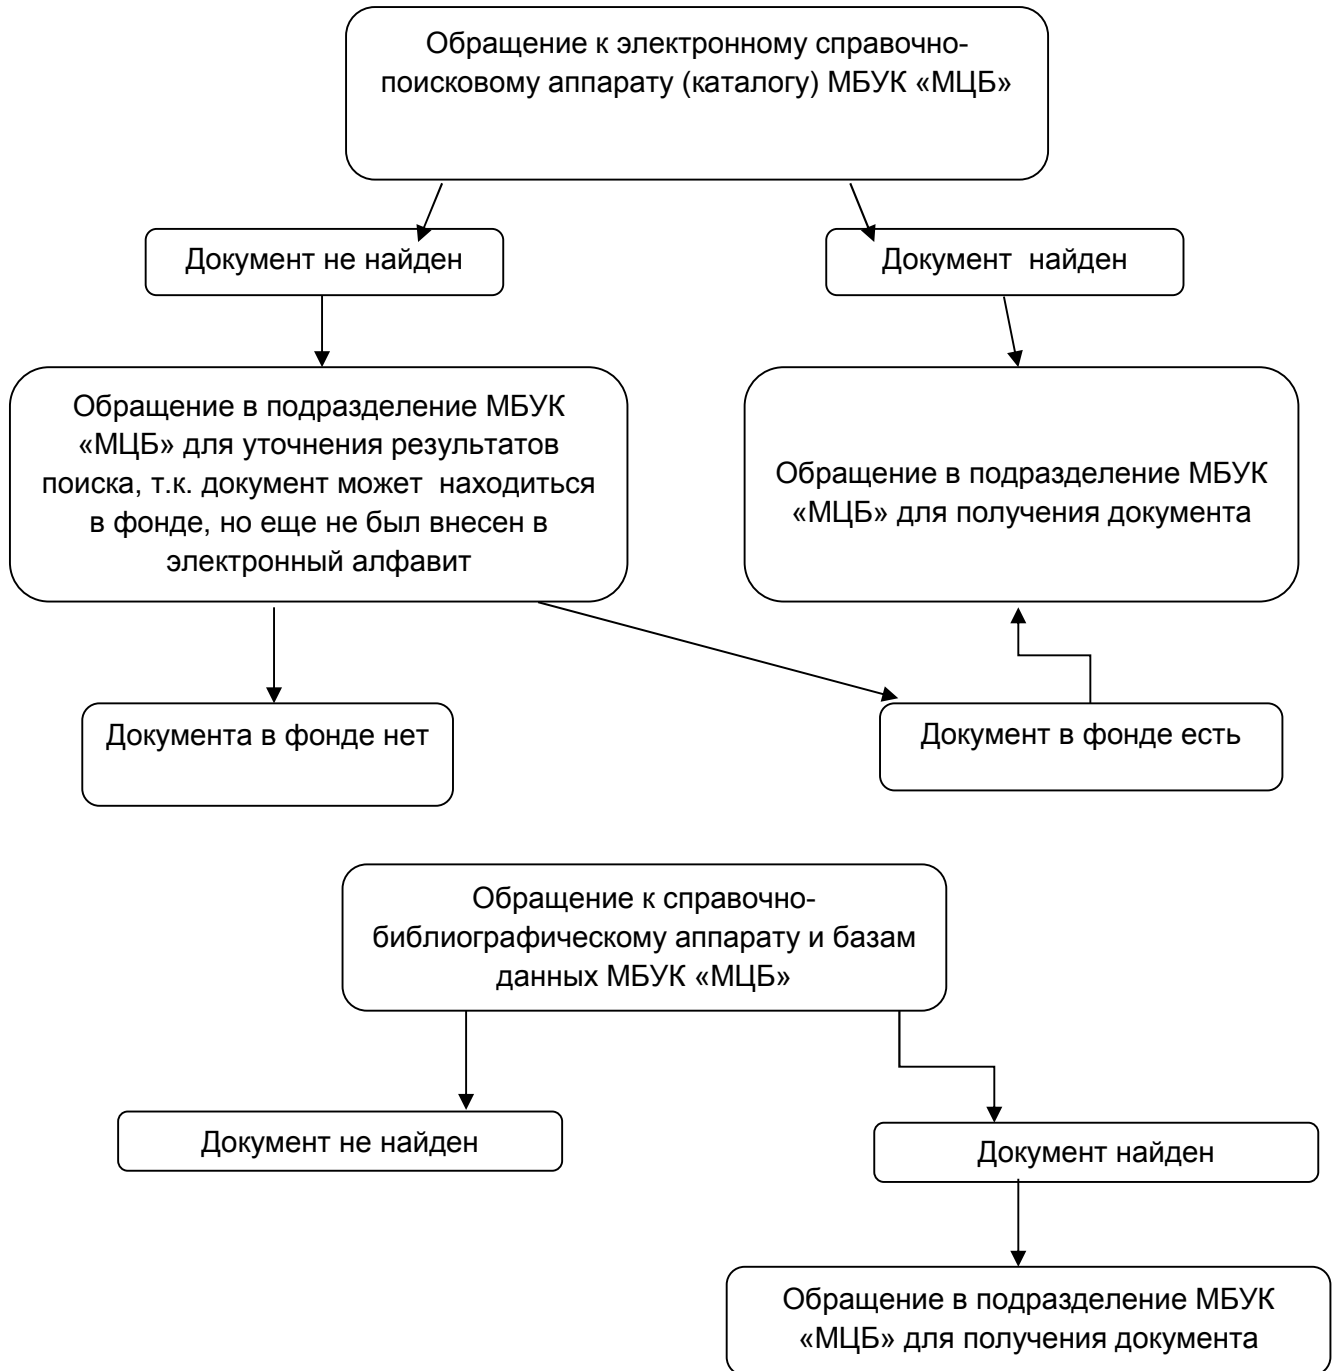 Обращение к электронному справочно-
поисковому аппарату (каталогу) МБУК «МЦБ»
Документ не найден
Документ найден
Обращение в подразделение МБУК
«МЦБ» для уточнения результатов
поиска, т.к. документ может находиться
в фонде, но еще не был внесен в
электронный алфавит
Обращение в подразделение МБУК
«МЦБ» для получения документа
Документа в фонде нет
Документ в фонде есть
Обращение к справочно-
библиографическому аппарату и базам
данных МБУК «МЦБ»
Документ не найден
Документ найден
Обращение в подразделение МБУК
«МЦБ» для получения документа